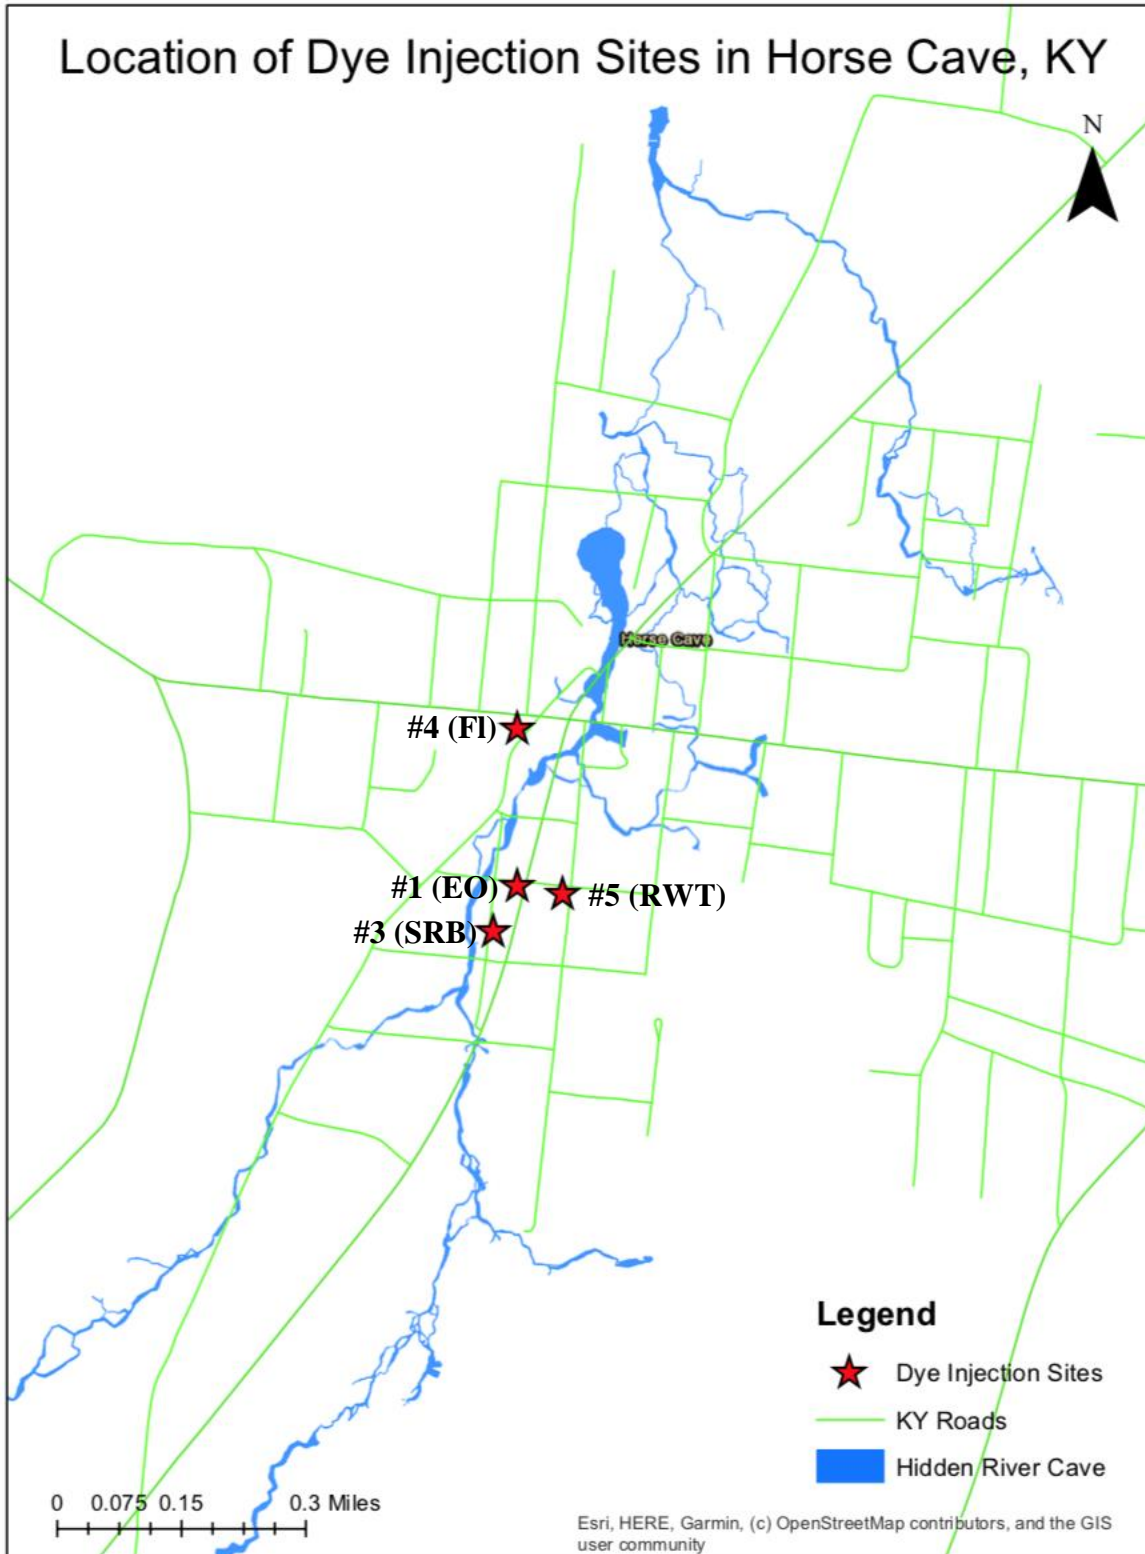 Location of Dye Injection Sites in Horse Cave, KY
N
Horse Cave
#4 (Fl)
#1 (EO)
#5 (RWT)
#3 (SRB)
Legend
Dye Injection Sites
KY Roads
Hidden River Cave
0 0.075 0.15 0.3 Miles
Esri, HERE, Garmin, (c) OpenStreetMap contributors, and the GIS
user community